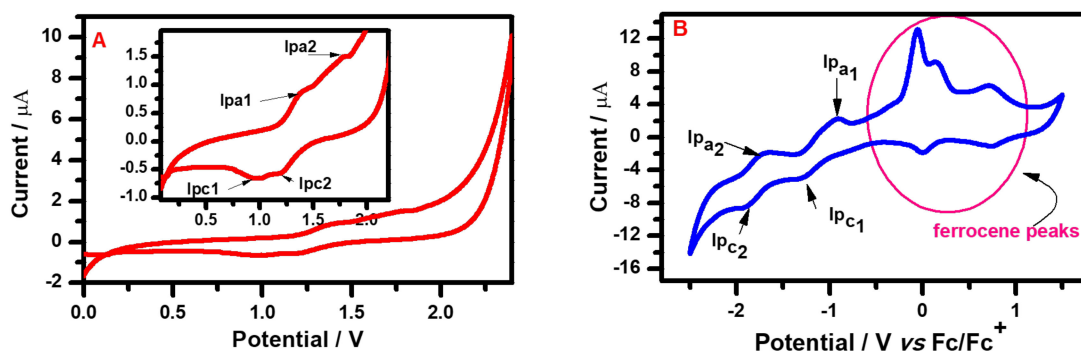 A
Current / μA
10
8
6
4
2
0
-2
0.0
0.5
1.0
1.5
2.0
Potential / V
1.5
1.0
0.5
0.0
-0.5
-1.0
0.5
1.0
1.5
2.0
Ipa2
Ipa1
Ipc1
Ipc2
B
Current / μA
12
8
4
0
-4
-8
-12
-16
-2
-1
0
1
Potential / V vs Fc/Fc+
Ipa1
Ipa2
Ipc1
Ipc2
ferrocene peaks